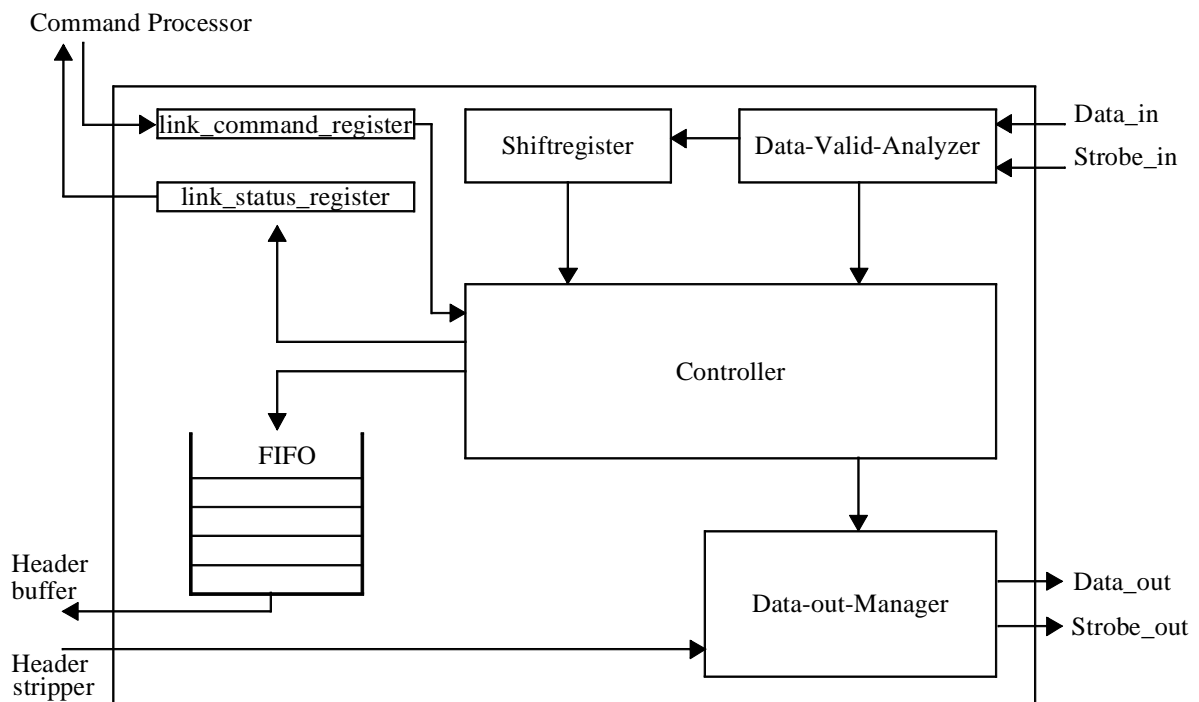 Command Processor
link_command_register
Shiftregister
Data-Valid-Analyzer
Data_in
Strobe_in
link_status_register
Controller
FIFO
Header
buffer
Data-out-Manager
Data_out
Strobe_out
Header
stripper